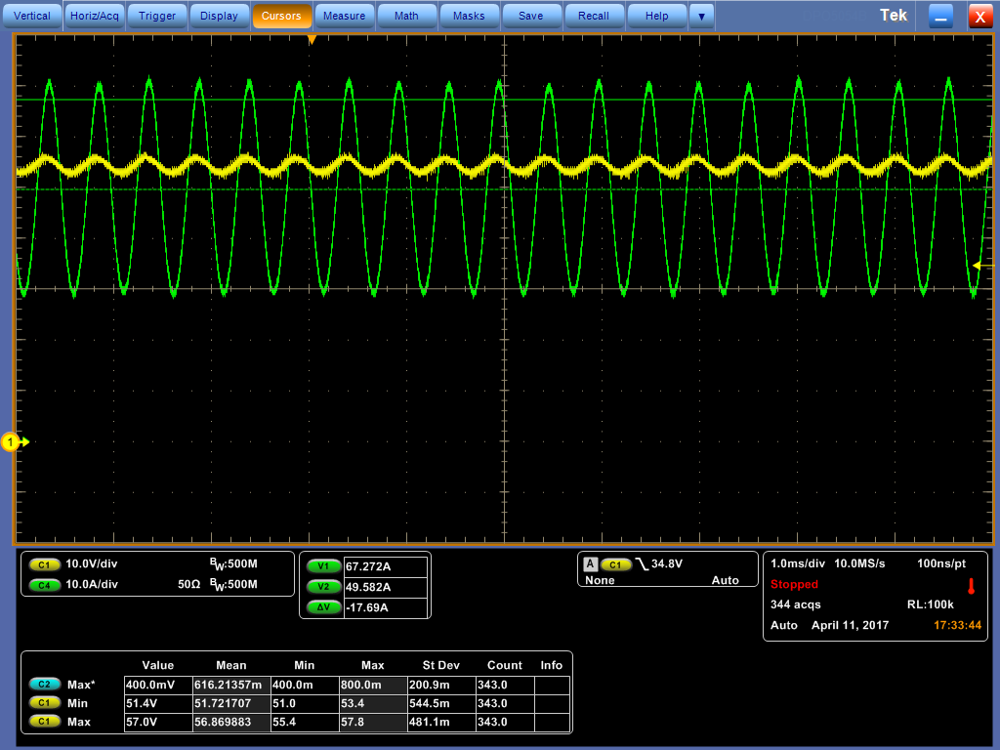 Vertical Horiz/Acq Trigger Display Cursors Measure Math Masks Save Recall Help ▼ Tek X
1
C1 10.0V/div BW:500M
C4 10.0A/div 50Ω BW:500M
V1 67.272A
V2 49.582A
ΔV -17.69A
A C1 34.8V
None Auto
1.0ms/div 10.0MS/s 100ns/pt
Stopped
344 acqs RL:100k
Auto April 11, 2017 17:33:44
Value Mean Min Max St Dev Count Info
C2 Max* 400.0mV 616.21357m 400.0m 800.0m 200.9m 343.0
C1 Min 51.4V 51.721707 51.0 53.4 544.5m 343.0
C1 Max 57.0V 56.869883 55.4 57.8 481.1m 343.0